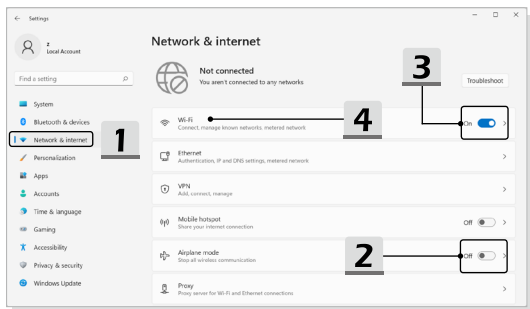 Settings
z
Local Account
Find a setting
System
Bluetooth & devices
Network & internet
1
Personalization
Apps
Accounts
Time & language
Gaming
Accessibility
Privacy & security
Windows Update
Network & internet
Not connected
You aren't connected to any networks
3
Troubleshoot
Wi-Fi
Connect, manage known networks, metered network
4
On
Ethernet
Authentication, IP and DNS settings, metered network
VPN
Add, connect, manage
Mobile hotspot
Share your internet connection
Off
Airplane mode
Stop all wireless communication
2
Off
Proxy
Proxy server for Wi-Fi and Ethernet connections